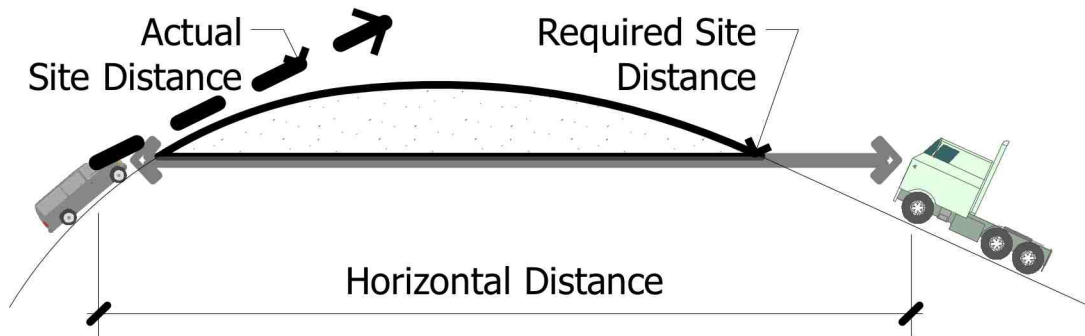 Actual
Site Distance
Required Site
Distance
Horizontal Distance